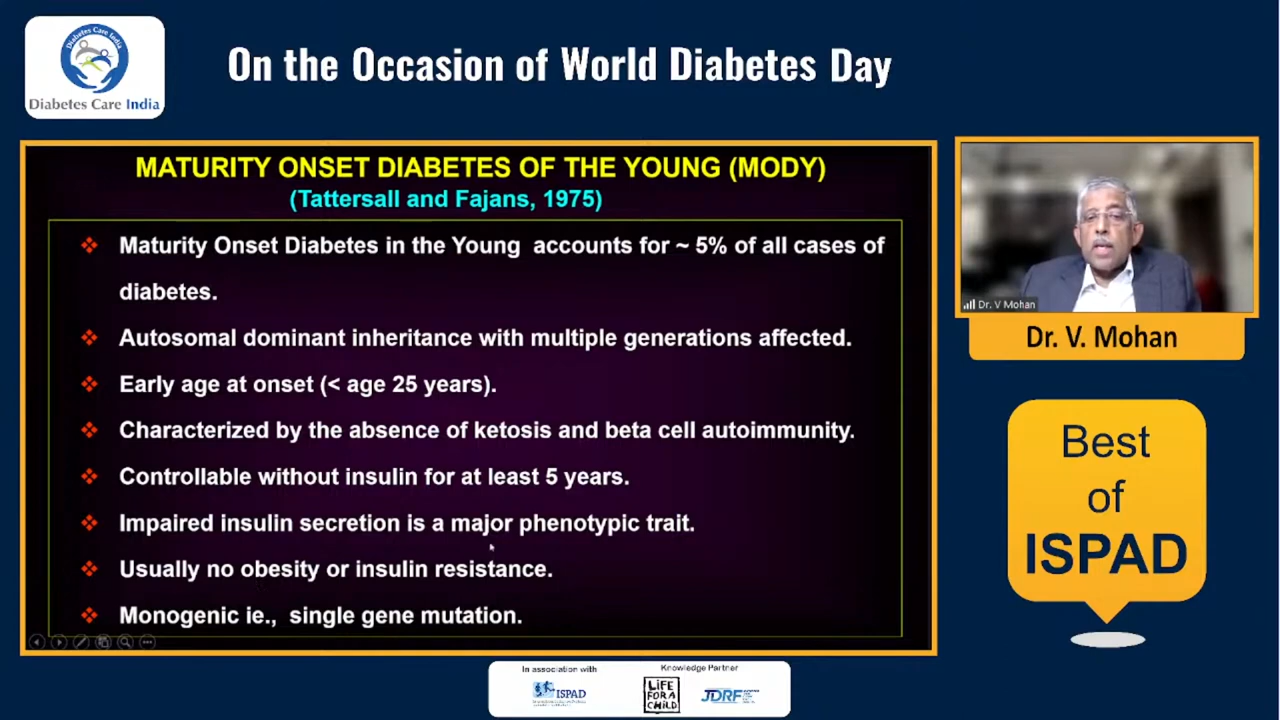 Diabetes Care India
Diabetes Care India
On the Occasion of World Diabetes Day
MATURITY ONSET DIABETES OF THE YOUNG (MODY)
(Tattersall and Fajans, 1975)
Maturity Onset Diabetes in the Young accounts for ~ 5% of all cases of
diabetes.
Autosomal dominant inheritance with multiple generations affected.
Early age at onset (< age 25 years).
Characterized by the absence of ketosis and beta cell autoimmunity.
Controllable without insulin for at least 5 years.
Impaired insulin secretion is a major phenotypic trait.
Usually no obesity or insulin resistance.
Monogenic ie., single gene mutation.
Dr. V Mohan
Dr. V. Mohan
Best
of
ISPAD
In association with
ISPAD
Knowledge Partner
LiFE
FOR A
CHiLD
JDRF